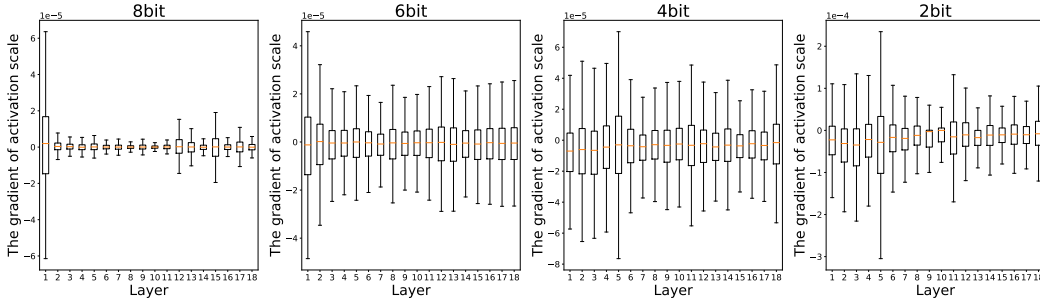 8bit
1e−5
The gradient of activation scale
6
4
2
0
−2
−4
−6
1 2 3 4 5 6 7 8 9 10 11 12 13 14 15 16 17 18
Layer
6bit
1e−5
The gradient of activation scale
4
2
0
−2
−4
1 2 3 4 5 6 7 8 9 10 11 12 13 14 15 16 17 18
Layer
4bit
1e−5
The gradient of activation scale
6
4
2
0
−2
−4
−6
−8
1 2 3 4 5 6 7 8 9 10 11 12 13 14 15 16 17 18
Layer
2bit
1e−4
The gradient of activation scale
2
1
0
−1
−2
−3
1 2 3 4 5 6 7 8 9 10 11 12 13 14 15 16 17 18
Layer